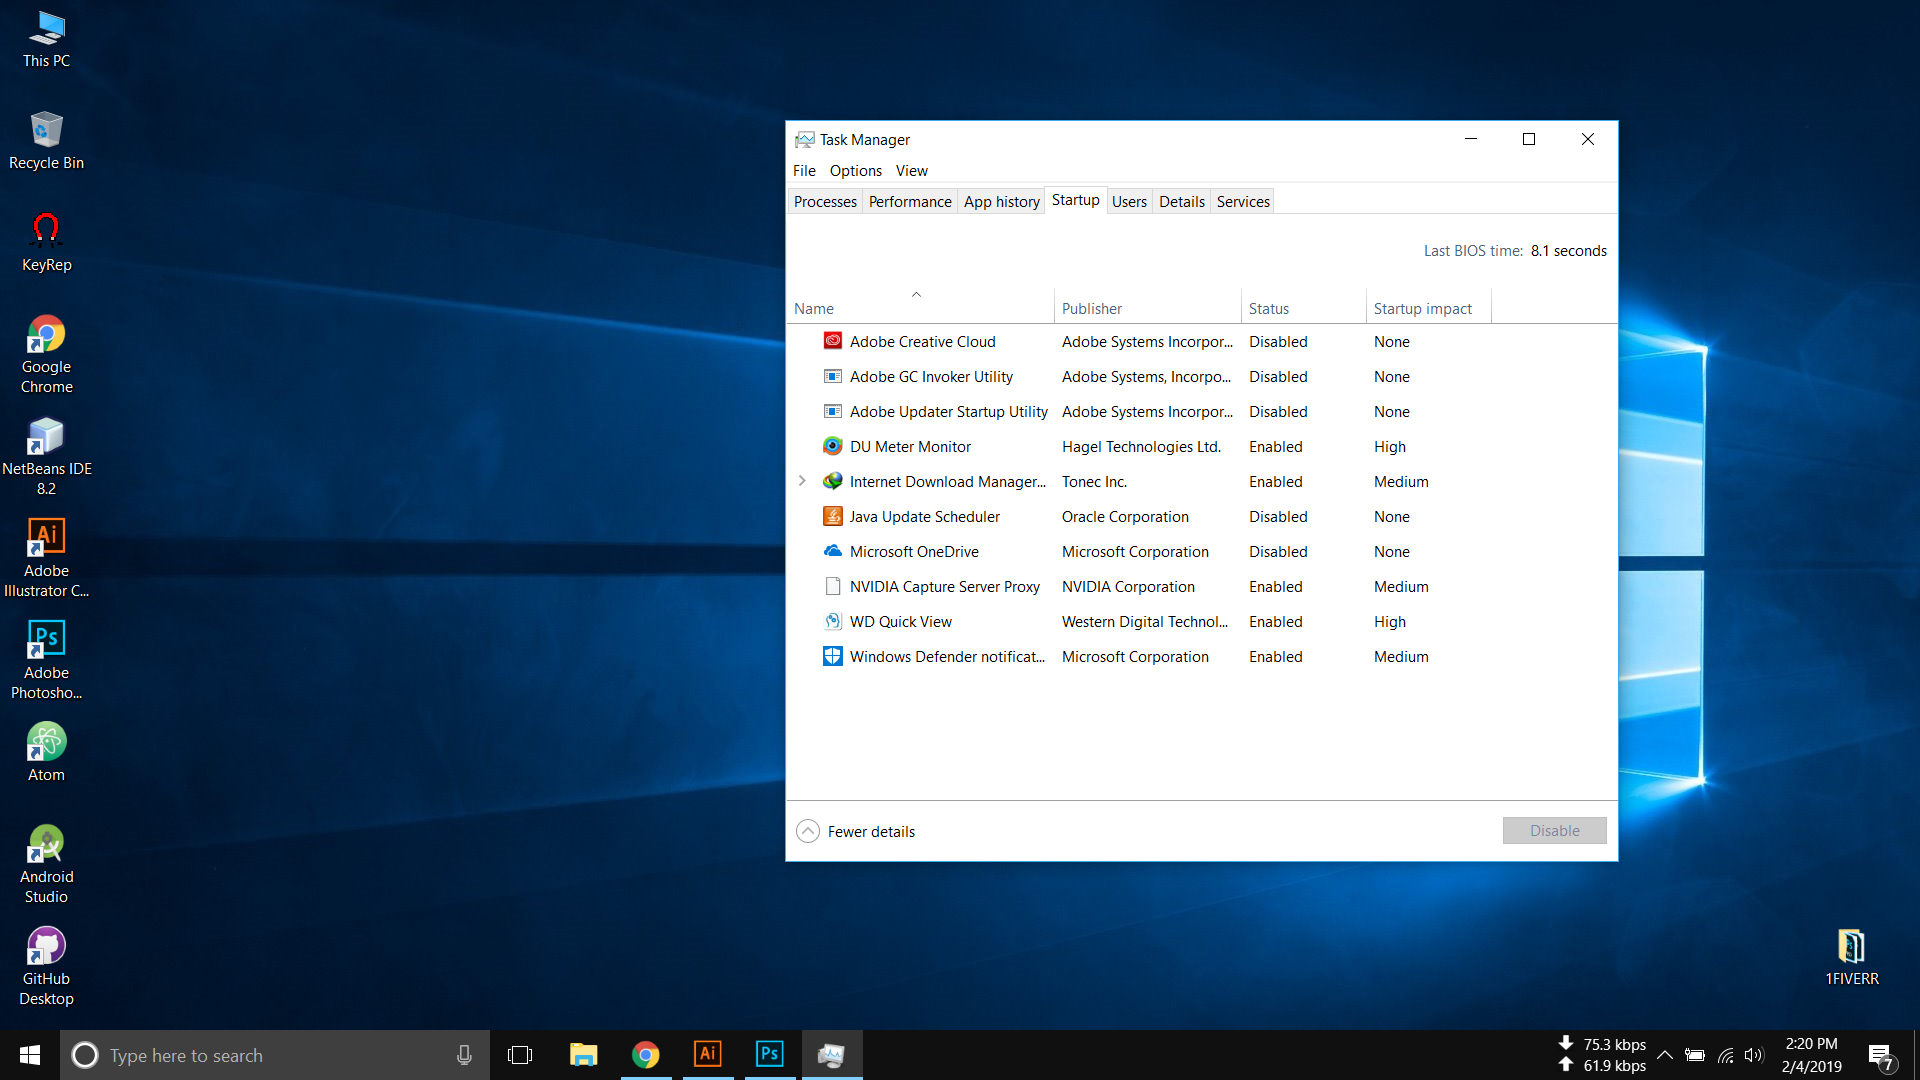 This PC
Recycle Bin
KeyRep
Google
Chrome
NetBeans IDE
8.2
Ai
Adobe
Illustrator C...
Ps
Adobe
Photosho...
Atom
Android
Studio
GitHub
Desktop
Task Manager
File Options View
Processes Performance App history Startup Users Details Services
Last BIOS time: 8.1 seconds
Name Publisher Status Startup impact
Adobe Creative Cloud Adobe Systems Incorpor... Disabled None
Adobe GC Invoker Utility Adobe Systems, Incorpo... Disabled None
Adobe Updater Startup Utility Adobe Systems Incorpor... Disabled None
DU Meter Monitor Hagel Technologies Ltd. Enabled High
Internet Download Manager... Tonec Inc. Enabled Medium
Java Update Scheduler Oracle Corporation Disabled None
Microsoft OneDrive Microsoft Corporation Disabled None
NVIDIA Capture Server Proxy NVIDIA Corporation Enabled Medium
WD Quick View Western Digital Technol... Enabled High
Windows Defender notificat... Microsoft Corporation Enabled Medium
Fewer details Disable
1FIVERR
Type here to search
Ai
Ps
75.3 kbps
61.9 kbps
2:20 PM
2/4/2019
7